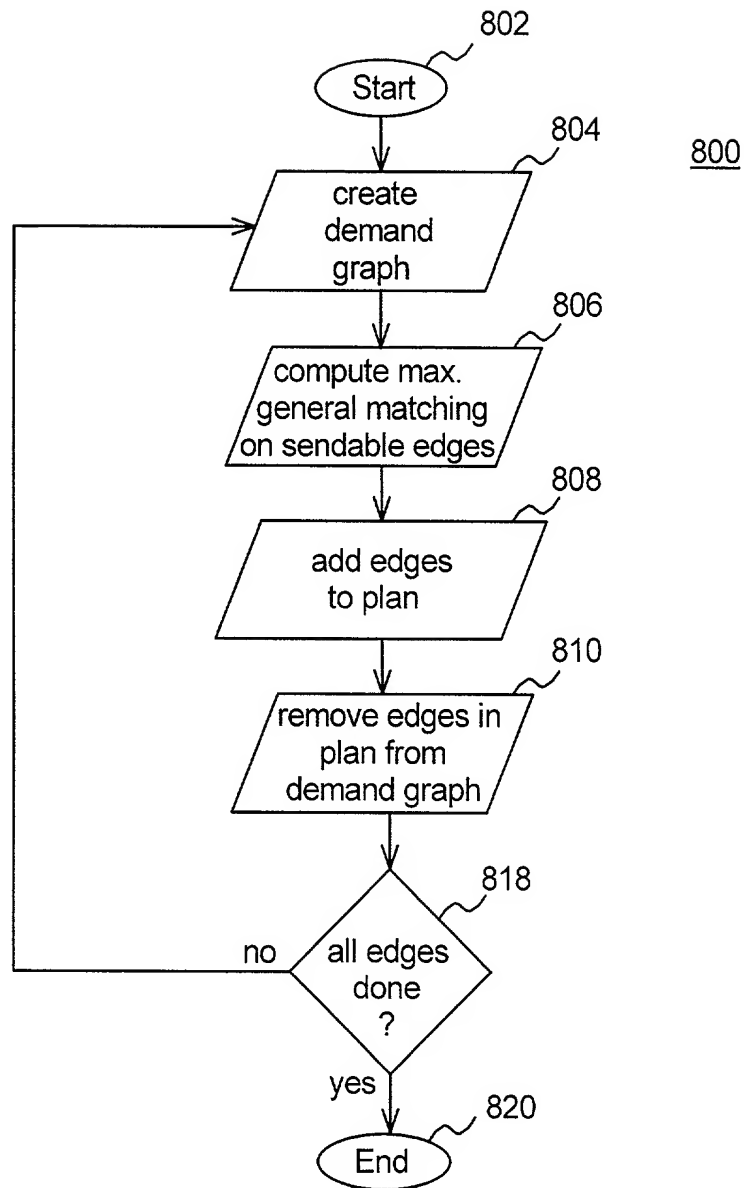 802
Start
804
800
create
demand
graph
806
compute max.
general matching
on sendable edges
808
add edges
to plan
810
remove edges in
plan from
demand graph
818
no
all edges
done
?
yes
820
End